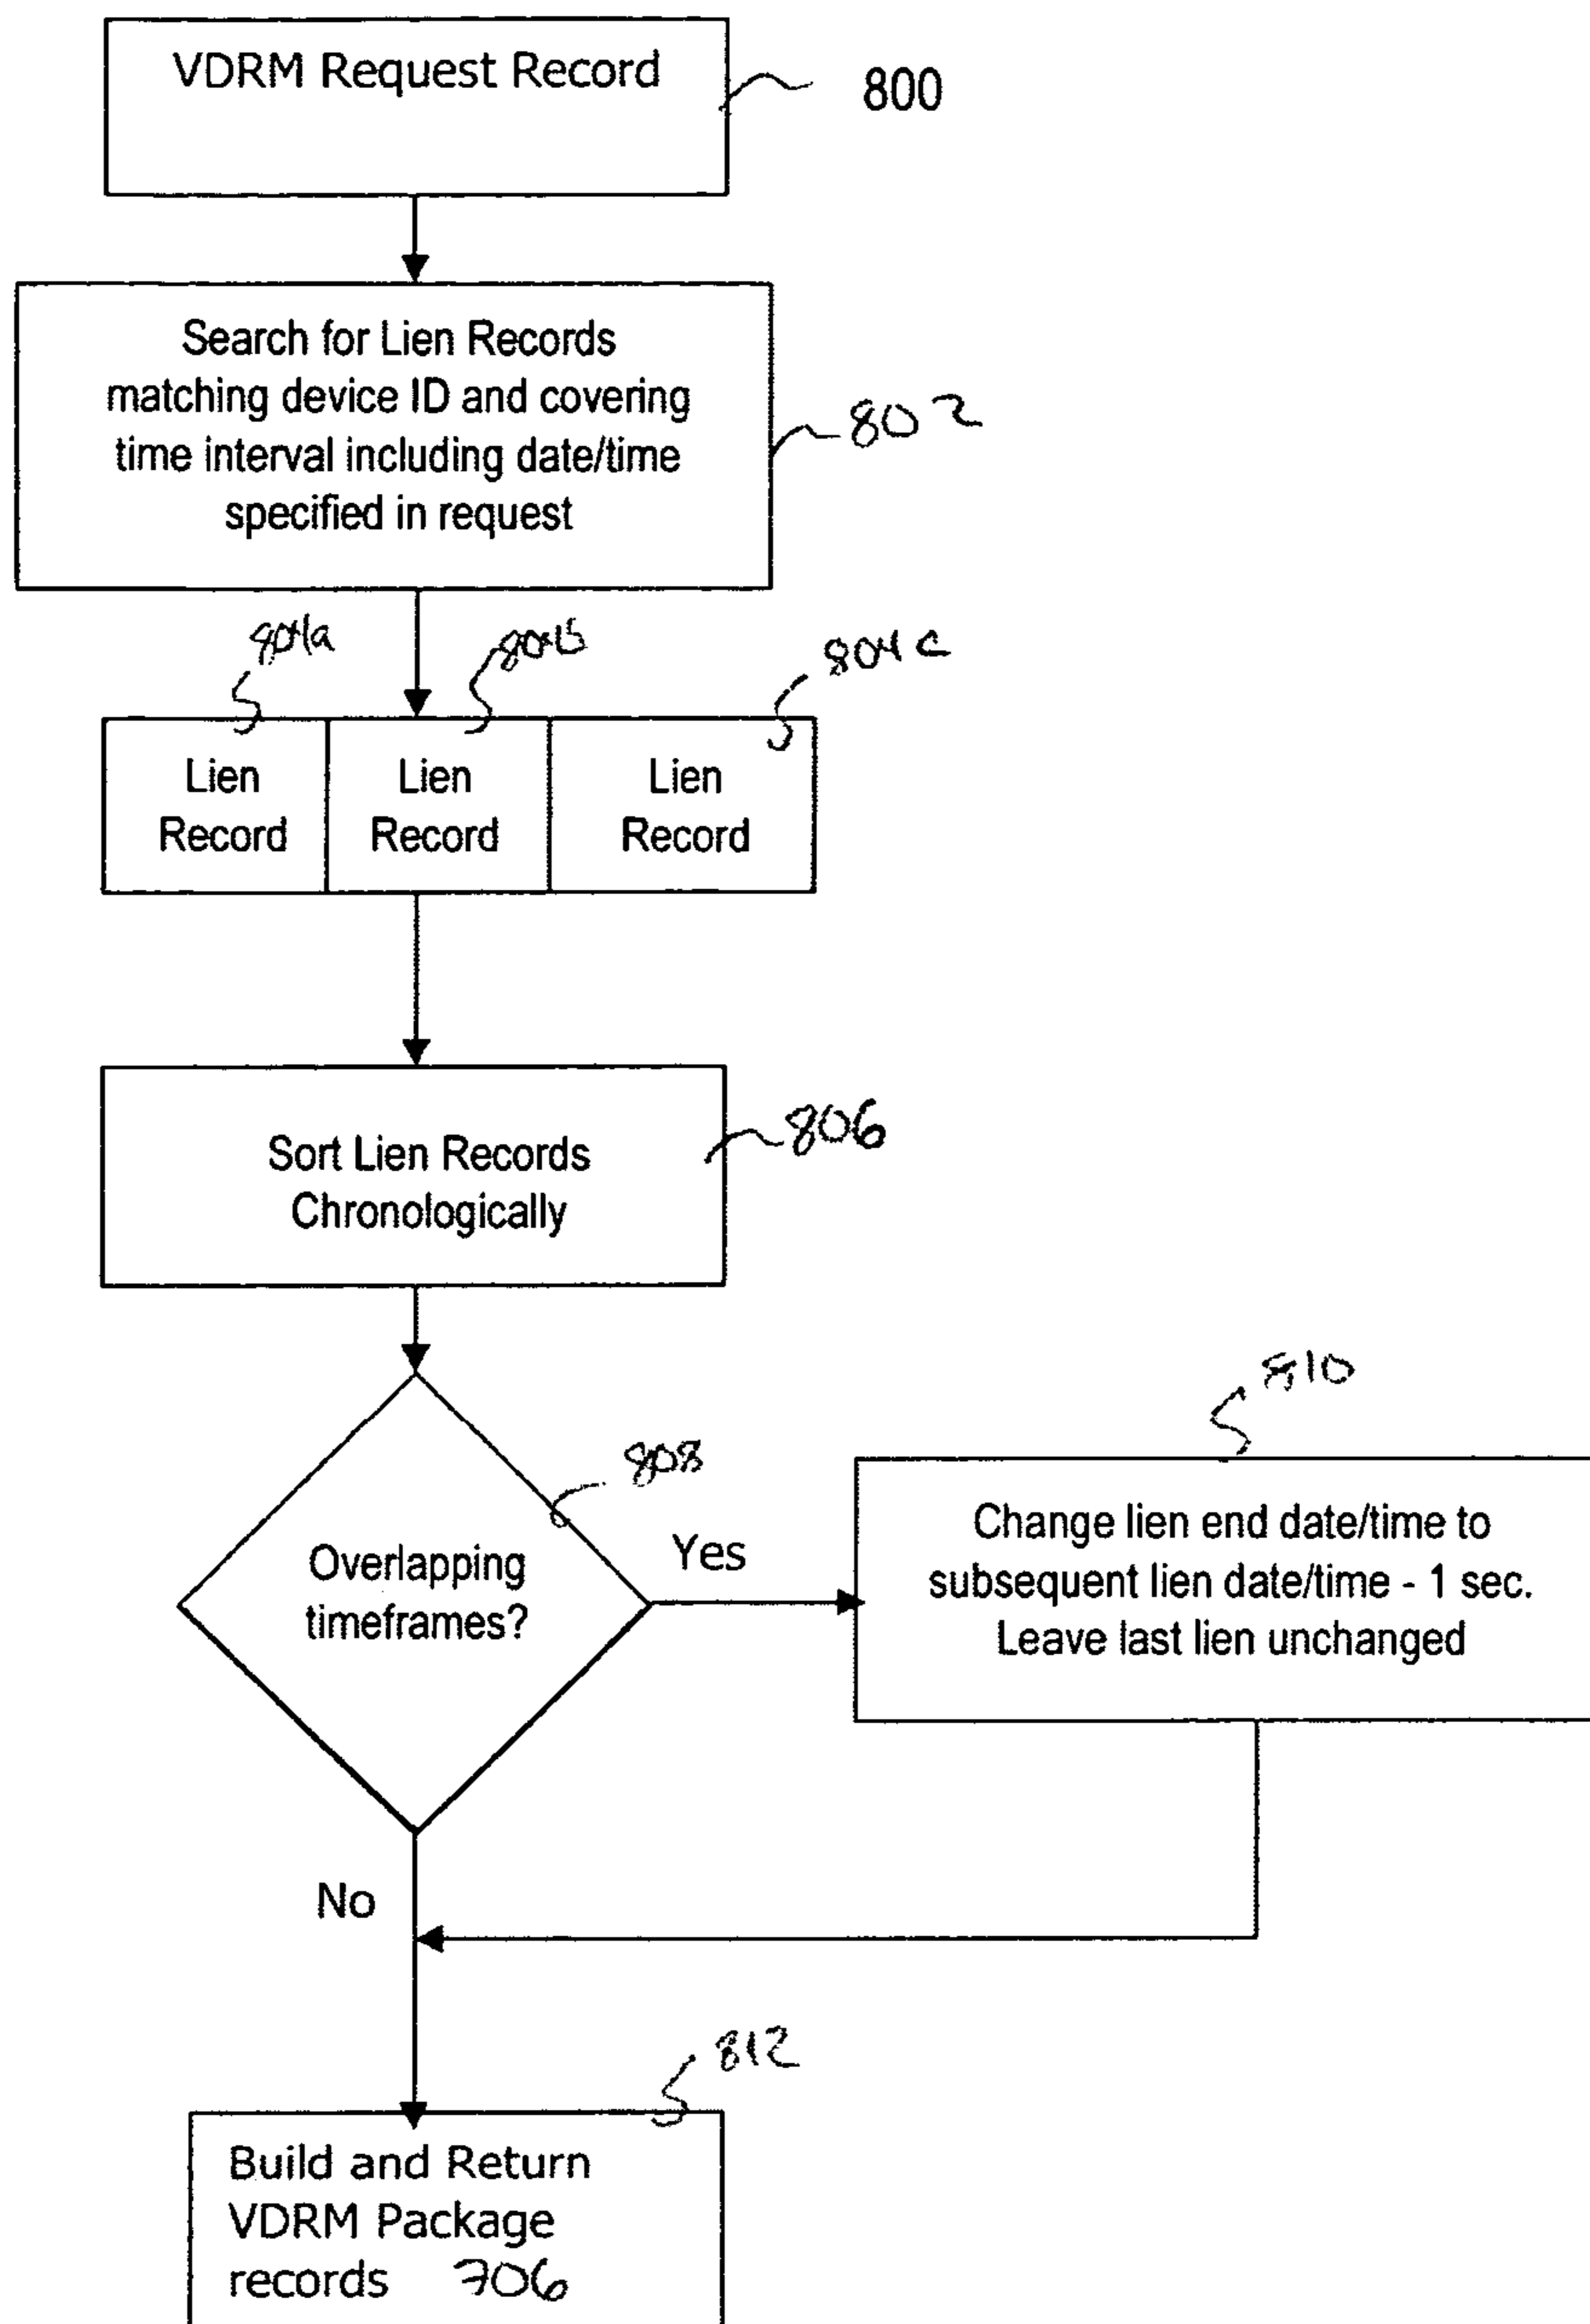 VDRM Request Record
800
Search for Lien Records
matching device ID and covering
time interval including date/time
specified in request
802
804a
804b
804c
Lien
Record
Lien
Record
Lien
Record
Sort Lien Records
Chronologically
806
808
Overlapping
timeframes?
Yes
810
Change lien end date/time to
subsequent lien date/time - 1 sec.
Leave last lien unchanged
No
812
Build and Return
VDRM Package
records 706